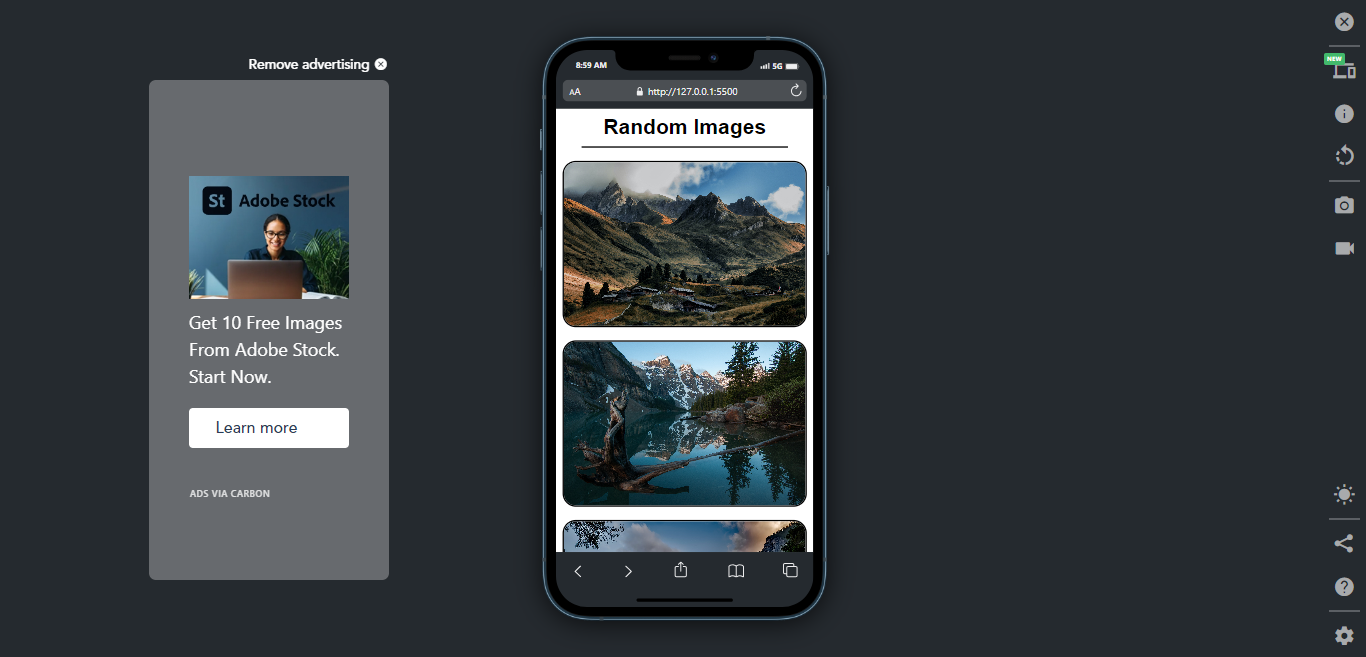 Remove advertising
St Adobe Stock
Get 10 Free Images
From Adobe Stock.
Start Now.
Learn more
ADS VIA CARBON
8:59 AM
5G
AA
http://127.0.0.1:5500
Random Images
NEW